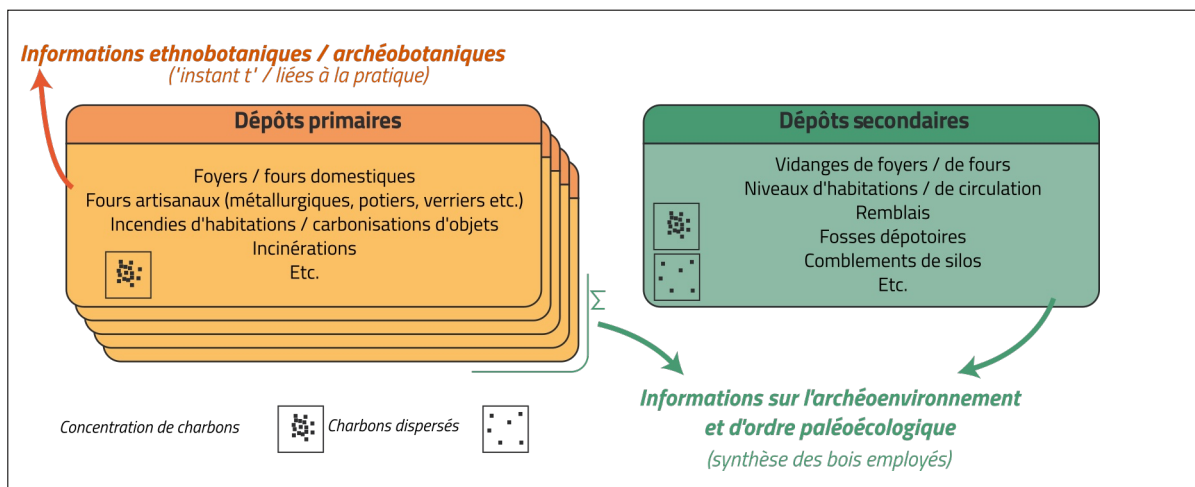 Informations ethnobotaniques / archéobotaniques
('instant t' / liées à la pratique)
Dépôts primaires
Foyers / fours domestiques
Fours artisanaux (métallurgiques, potiers, verriers etc.)
Incendies d'habitations / carbonisations d'objets
Incinérations
Etc.
Σ
Dépôts secondaires
Vidanges de foyers / de fours
Niveaux d'habitations / de circulation
Remblais
Fosses dépotoires
Comblements de silos
Etc.
Informations sur l'archéoenvironnement
et d'ordre paléoécologique
(synthèse des bois employés)
Concentration de charbons
Charbons dispersés